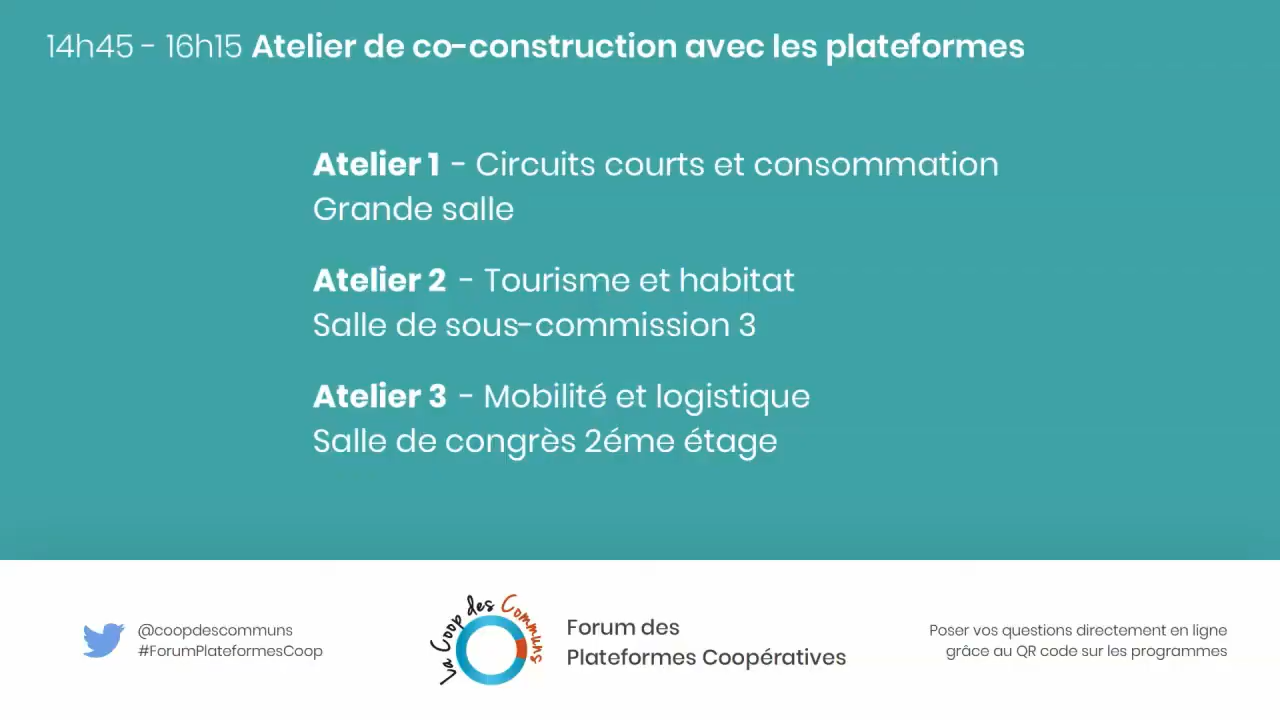 14h45 - 16h15 Atelier de co-construction avec les plateformes
Atelier 1 - Circuits courts et consommation
Grande salle
Atelier 2 - Tourisme et habitat
Salle de sous-commission 3
Atelier 3 - Mobilité et logistique
Salle de congrès 2éme étage
@coopdescommuns
#ForumPlateformesCoop
La Coop des Communs
Forum des
Plateformes Coopératives
Poser vos questions directement en ligne
grâce au QR code sur les programmes